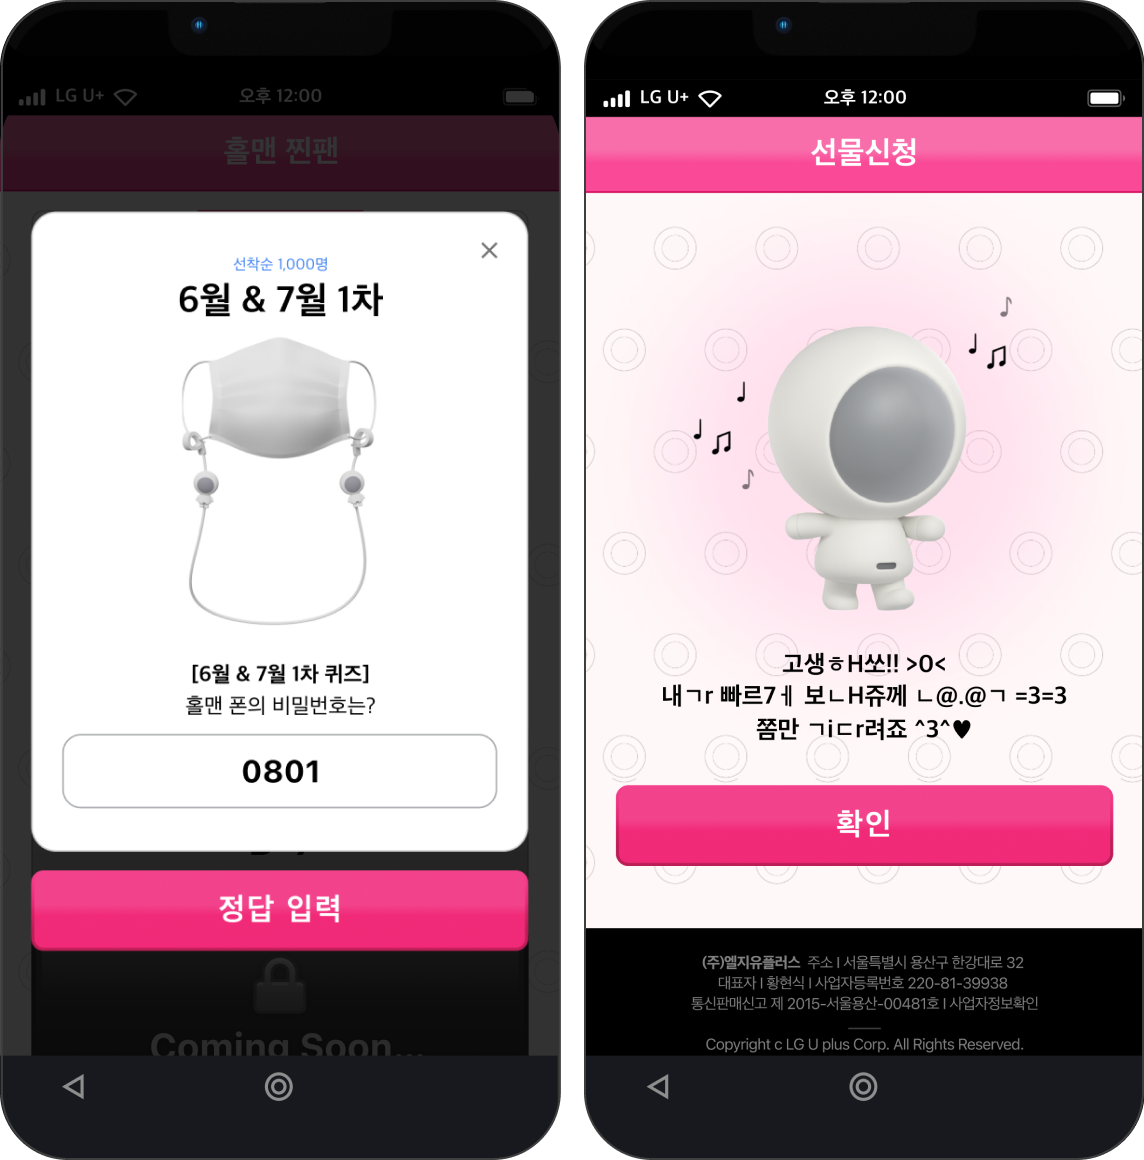 LG U+
오후 12:00
홀맨 찐팬
선착순 1,000명
6월 & 7월 1차
[6월 & 7월 1차 퀴즈]
홀맨 폰의 비밀번호는?
0801
정답 입력
Coming Soon...
LG U+
오후 12:00
선물신청
고생ㅎH쏘!! >0<
내ㄱr 빠르7ㅔ 보ㄴH쥬께 ㄴ@.@ㄱ =3=3
쫌만 ㄱiㄷr려죠 ^3^♥
확인
(주)엘지유플러스 주소 I 서울특별시 용산구 한강대로 32
대표자 I 황현식 I 사업자등록번호 220-81-39938
통신판매신고 제 2015-서울용산-00481호 I 사업자정보확인
Copyright c LG U plus Corp. All Rights Reserved.